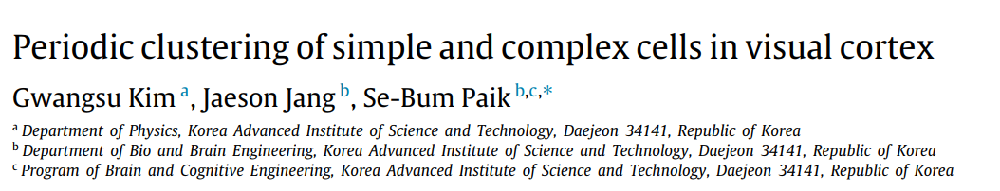 Periodic clustering of simple and complex cells in visual cortex
Gwangsu Kim a, Jaeson Jang b, Se-Bum Paik b,c,*
a Department of Physics, Korea Advanced Institute of Science and Technology, Daejeon 34141, Republic of Korea
b Department of Bio and Brain Engineering, Korea Advanced Institute of Science and Technology, Daejeon 34141, Republic of Korea
c Program of Brain and Cognitive Engineering, Korea Advanced Institute of Science and Technology, Daejeon 34141, Republic of Korea